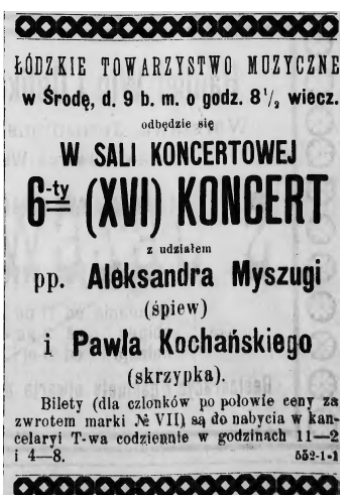 ŁÓDZKIE TOWARZYSTWO MUZYCZNE
w Środę, d. 9 b. m. o godz. 8½ wiecz.
odbędzie się
W SALI KONCERTOWEJ
6-ty (XVI) KONCERT
z udziałem
pp. Aleksandra Myszugi
(śpiew)
i Pawła Kochańskiego
(skrzypka).
Bilety (dla członków po połowie ceny za
zwrotem marki № VII) są do nabycia w kan-
celaryi T-wa codziennie w godzinach 11—2
i 4—8. 552-1-1